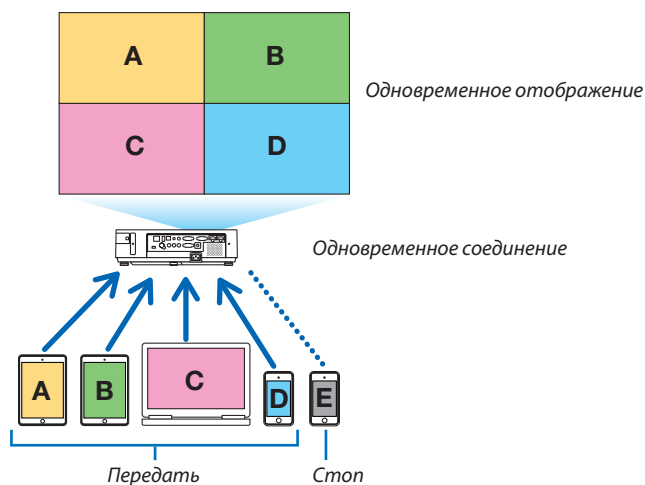 A B
Одновременное отображение
C D
Одновременное соединение
A B C D E
Передать Стоп